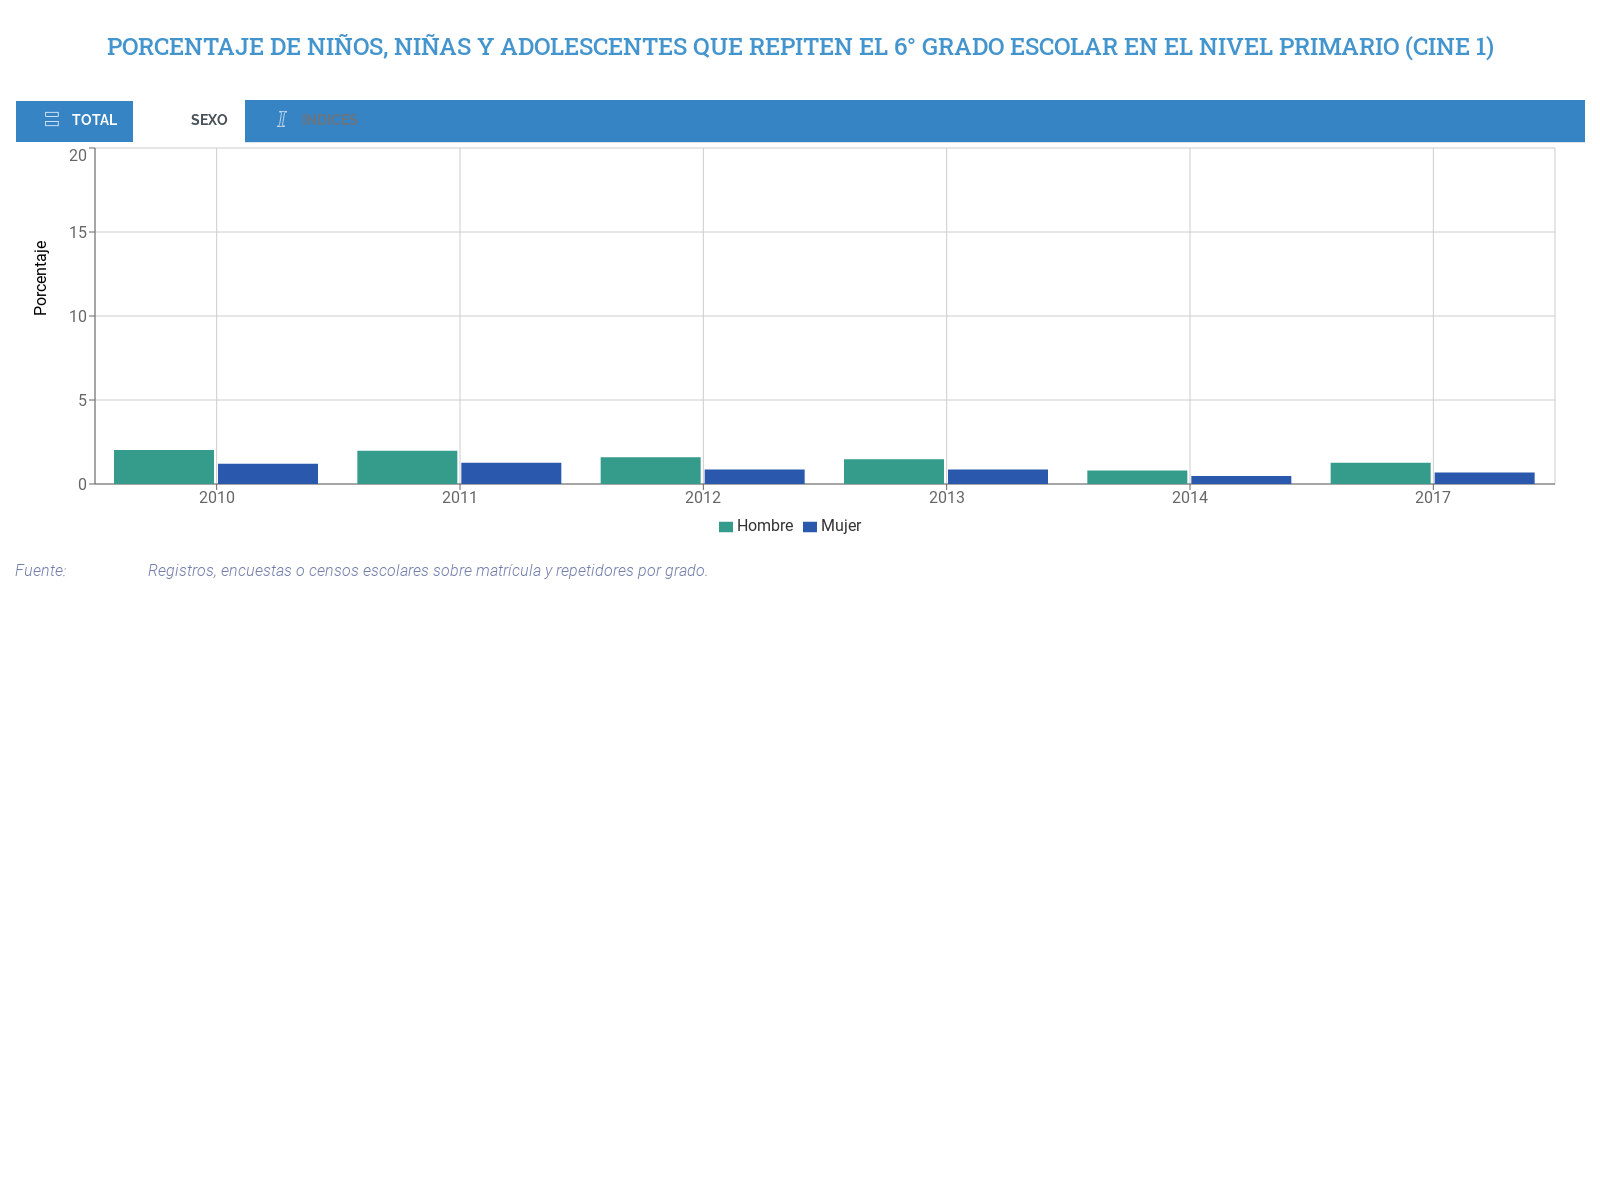 PORCENTAJE DE NIÑOS, NIÑAS Y ADOLESCENTES QUE REPITEN EL 6° GRADO ESCOLAR EN EL NIVEL PRIMARIO (CINE 1)
TOTAL SEXO INDICES
20
15
10
5
0
Porcentaje
2010 2011 2012 2013 2014 2017
Hombre Mujer
Fuente: Registros, encuestas o censos escolares sobre matrícula y repetidores por grado.